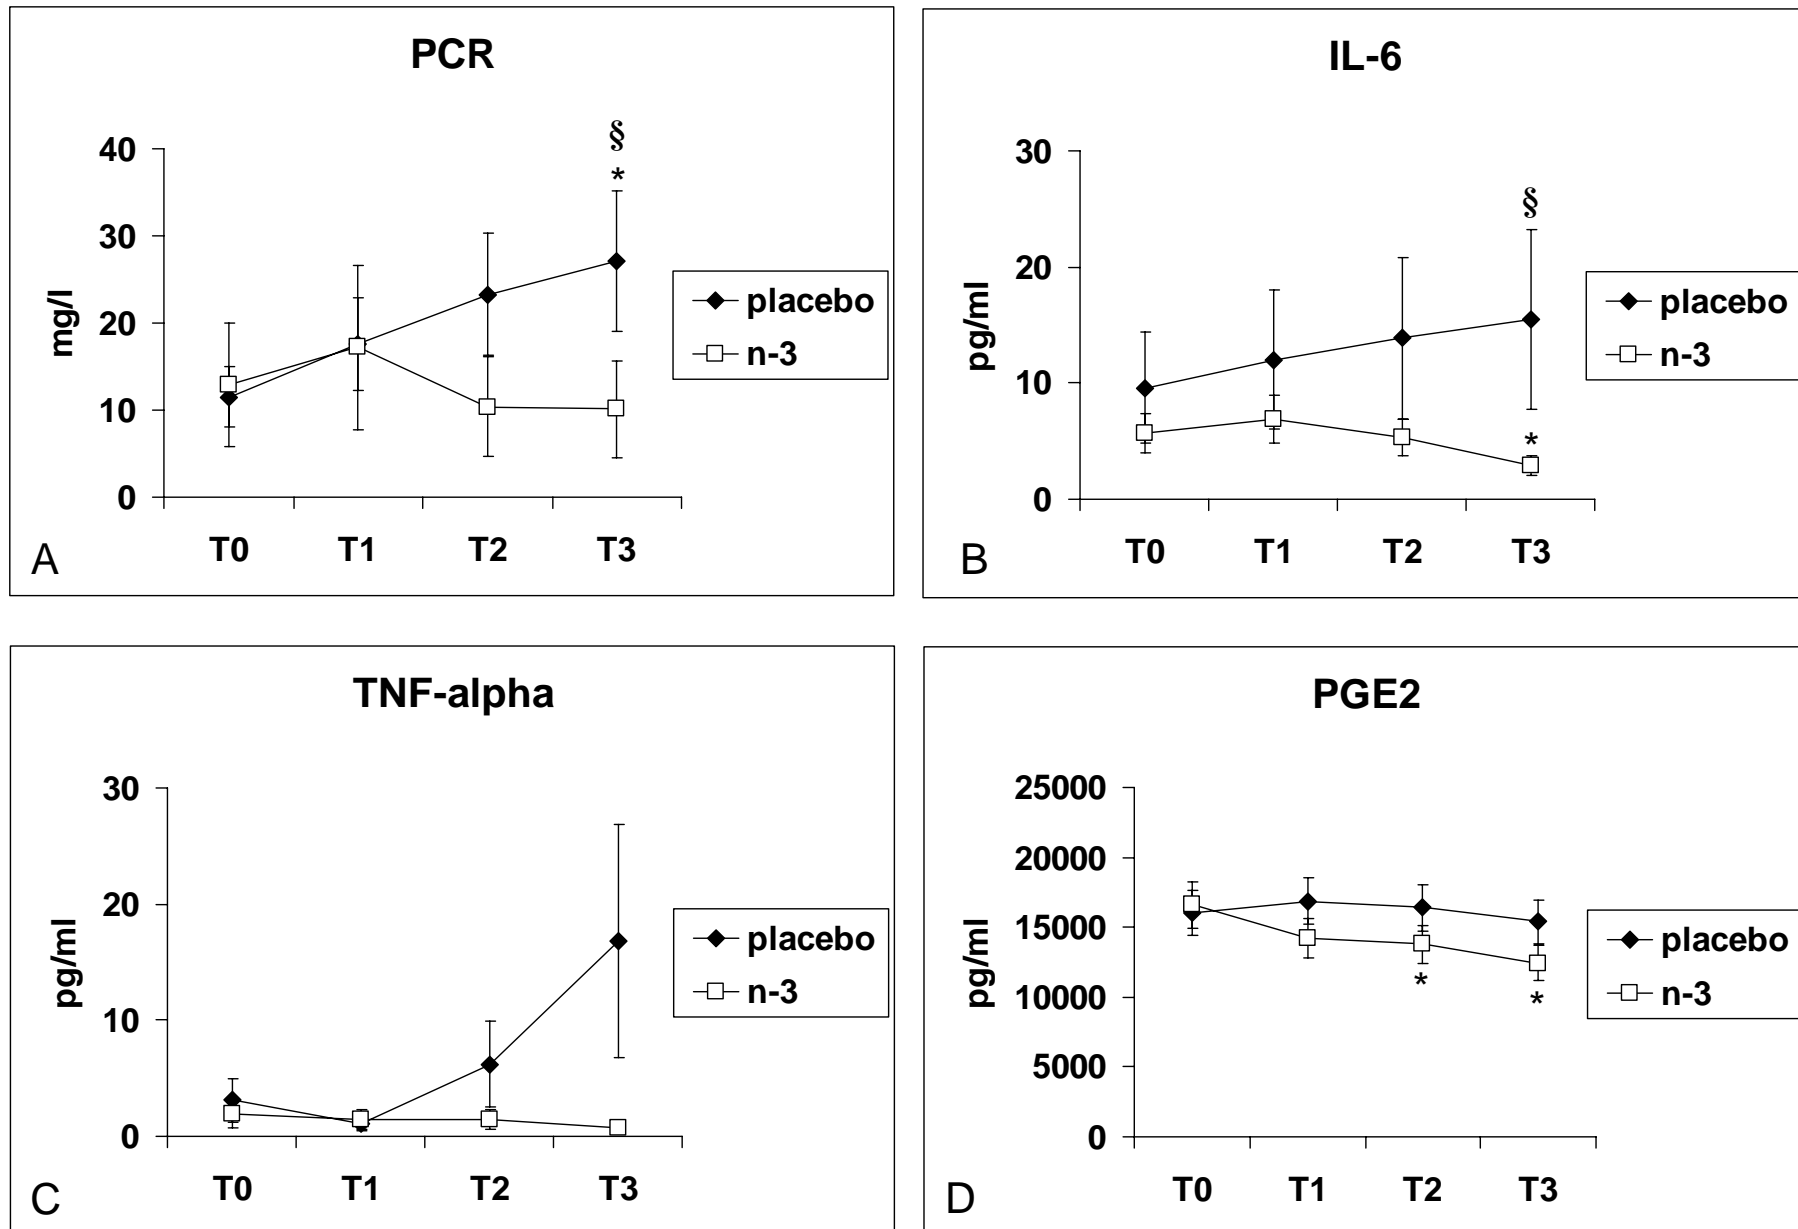 PCR
§
*
40
30
20
10
0
mg/l
T0 T1 T2 T3
placebo
n-3
A
IL-6
§
*
30
20
10
0
pg/ml
T0 T1 T2 T3
placebo
n-3
B
TNF-alpha
30
20
10
0
pg/ml
T0 T1 T2 T3
placebo
n-3
C
PGE2
25000
20000
15000
10000
5000
0
pg/ml
* *
T0 T1 T2 T3
placebo
n-3
D